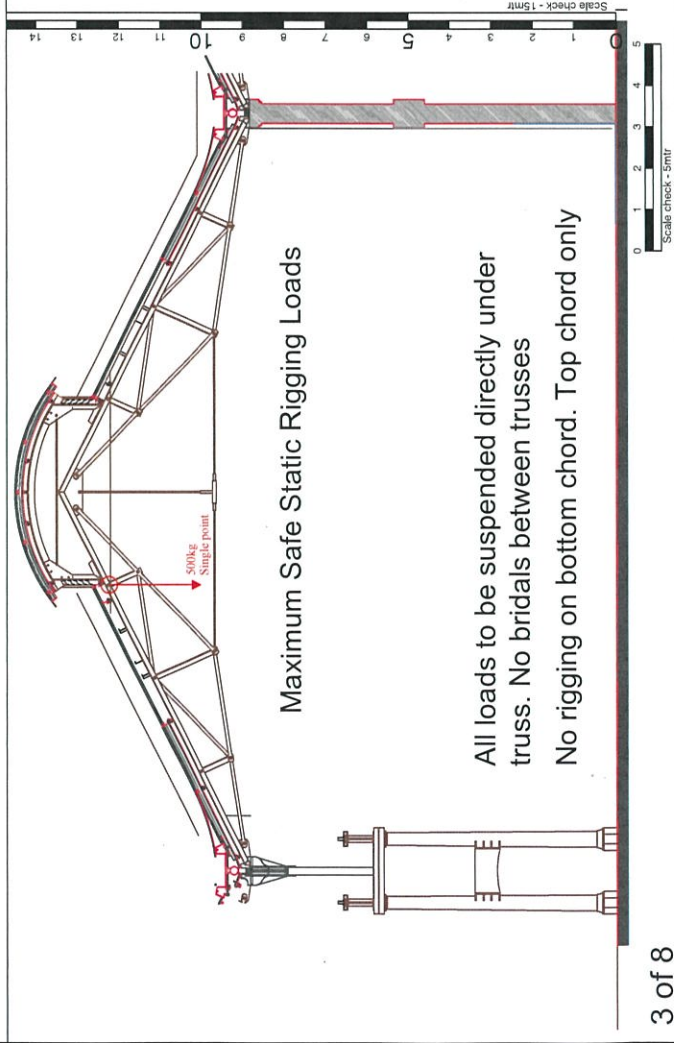 Scale check - 15mtr
14
13
12
11
10
9
8
7
6
5
4
3
2
1
0
500kg
Single point
Maximum Safe Static Rigging Loads
All loads to be suspended directly under
truss. No bridals between trusses
No rigging on bottom chord. Top chord only
0 1 2 3 4 5
Scale check - 5mtr
3 of 8